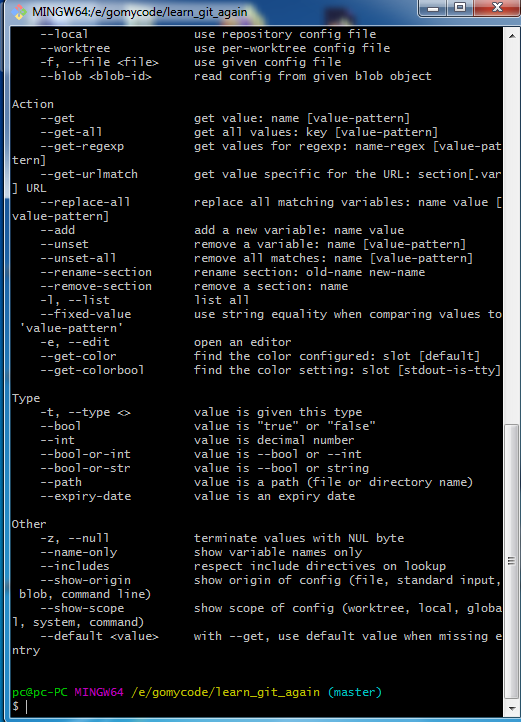 MINGW64:/e/gomycode/learn_git_again
--local use repository config file
--worktree use per-worktree config file
-f, --file <file> use given config file
--blob <blob-id> read config from given blob object
Action
--get get value: name [value-pattern]
--get-all get all values: key [value-pattern]
--get-regexp get values for regexp: name-regex [value-pat
tern]
--get-urlmatch get value specific for the URL: section[.var
] URL
--replace-all replace all matching variables: name value [
value-pattern]
--add add a new variable: name value
--unset remove a variable: name [value-pattern]
--unset-all remove all matches: name [value-pattern]
--rename-section rename section: old-name new-name
--remove-section remove a section: name
-l, --list list all
--fixed-value use string equality when comparing values to
'value-pattern'
-e, --edit open an editor
--get-color find the color configured: slot [default]
--get-colorbool find the color setting: slot [stdout-is-tty]
Type
-t, --type <> value is given this type
--bool value is "true" or "false"
--int value is decimal number
--bool-or-int value is --bool or --int
--bool-or-str value is --bool or string
--path value is a path (file or directory name)
--expiry-date value is an expiry date
Other
-z, --null terminate values with NUL byte
--name-only show variable names only
--includes respect include directives on lookup
--show-origin show origin of config (file, standard input,
blob, command line)
--show-scope show scope of config (worktree, local, globa
l, system, command)
--default <value> with --get, use default value when missing e
ntry
pc@pc-PC MINGW64 /e/gomycode/learn_git_again (master)
$